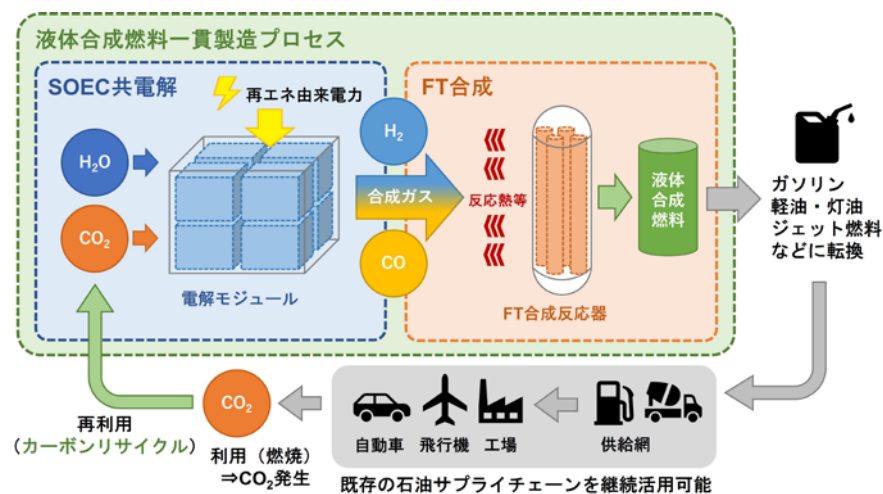 液体合成燃料一貫製造プロセス
SOEC共電解
再エネ由来電力
H₂O
CO₂
電解モジュール
H₂
合成ガス
CO
FT合成
反応熱等
FT合成反応器
液体
合成
燃料
ガソリン
軽油・灯油
ジェット燃料
などに転換
供給網
工場
飛行機
自動車
既存の石油サプライチェーンを継続活用可能
CO₂
利用（燃焼）
⇒CO₂発生
再利用
（カーボンリサイクル）